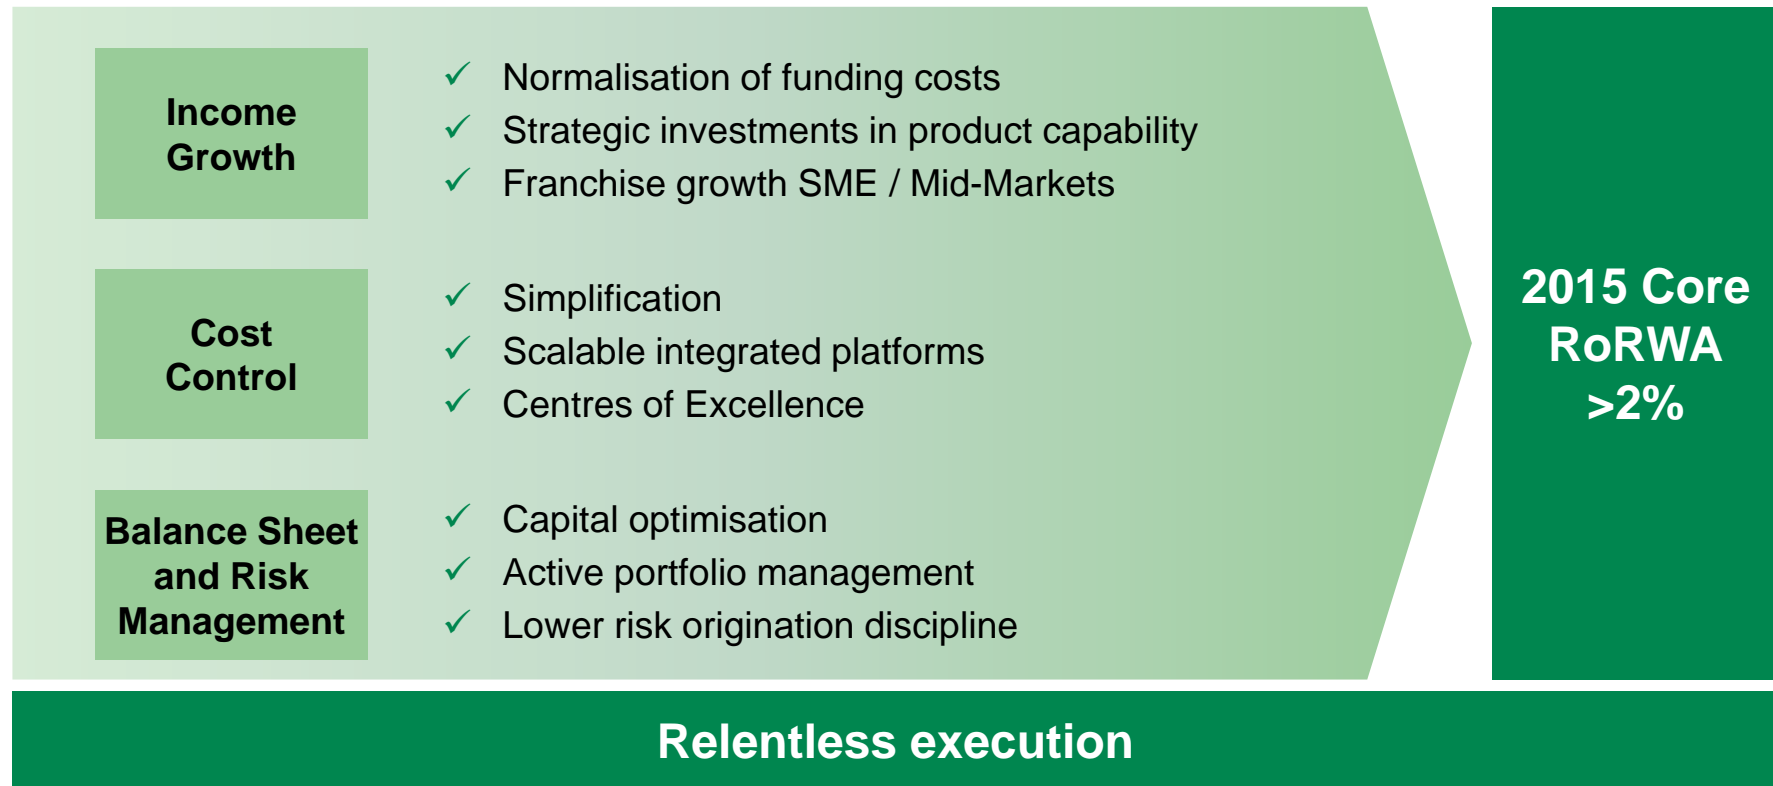 Income
Growth
✓ Normalisation of funding costs
✓ Strategic investments in product capability
✓ Franchise growth SME / Mid-Markets
Cost
Control
✓ Simplification
✓ Scalable integrated platforms
✓ Centres of Excellence
Balance Sheet
and Risk
Management
✓ Capital optimisation
✓ Active portfolio management
✓ Lower risk origination discipline
2015 Core
RoRWA
>2%
Relentless execution